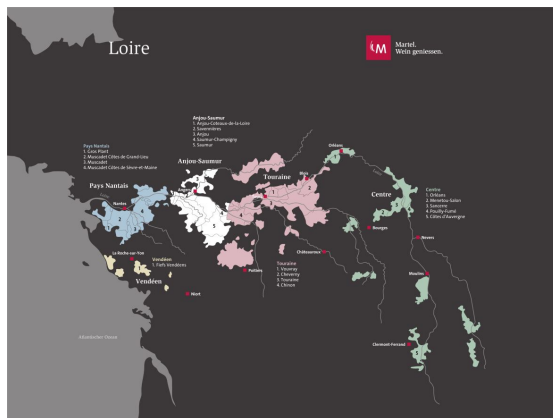 Loire
Martel.
Wein geniessen.
Anjou-Saumur
1. Anjou-Coteaux-de-la-Loire
2. Savennières
3. Anjou
4. Saumur-Champigny
5. Saumur
Pays Nantais
1. Gros Plant
2. Muscadet Côtes de Grand-Lieu
3. Muscadet
4. Muscadet Côtes de Sèvre-et-Maine
Orléans
Anjou-Saumur
Touraine
Blois
Pays Nantais
Centre
Centre
1. Orléans
2. Menetou-Salon
3. Sancerre
4. Pouilly-Fumé
5. Côtes d'Auvergne
Nantes
Bourges
Nevers
La Roche-sur-Yon
Vendéen
1. Fiefs Vendéens
Châteauroux
Touraine
1. Vouvray
2. Cheverny
3. Touraine
4. Chinon
Poitiers
Moulins
Vendéen
Niort
Atlantischer Ozean
Clermont-Ferrand